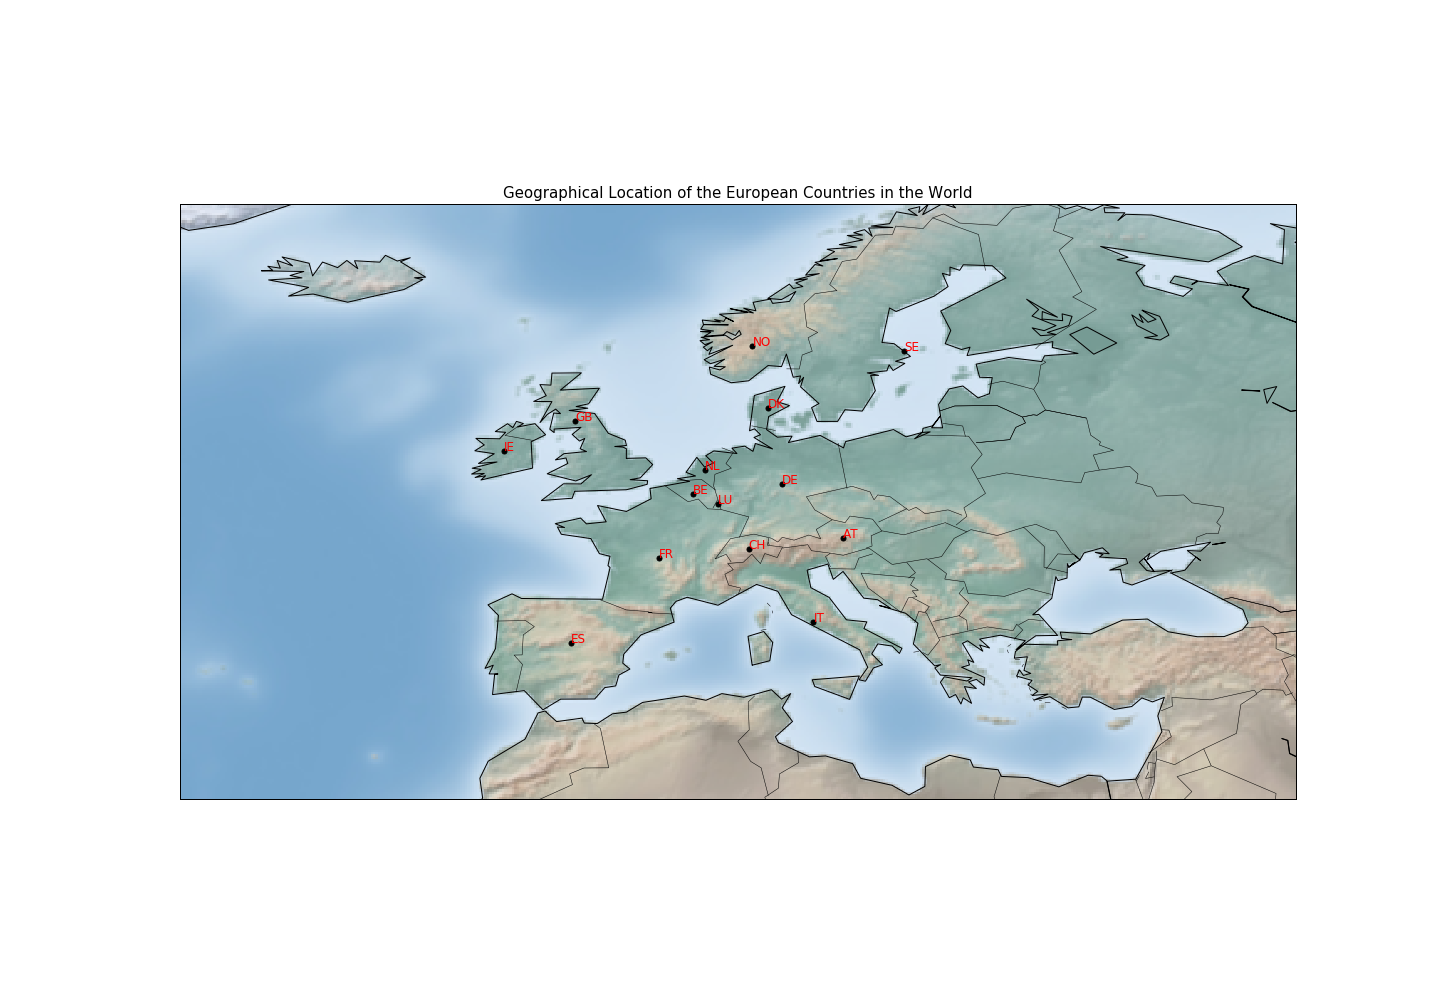 Geographical Location of the European Countries in the World
NO
SE
DK
GB
IE
NL
DE
BE
LU
AT
CH
FR
IT
ES